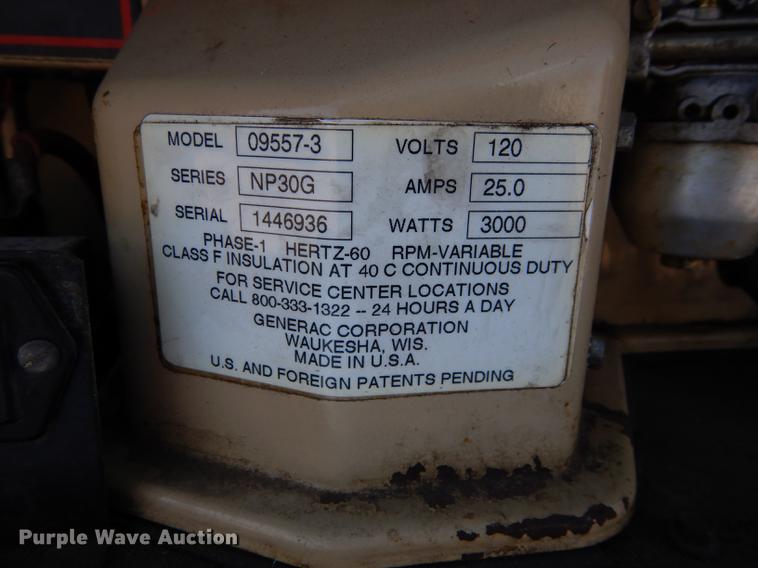 MODEL 09557-3 VOLTS 120
SERIES NP30G AMPS 25.0
SERIAL 1446936 WATTS 3000
PHASE-1 HERTZ-60 RPM-VARIABLE
CLASS F INSULATION AT 40 C CONTINUOUS DUTY
FOR SERVICE CENTER LOCATIONS
CALL 800-333-1322 -- 24 HOURS A DAY
GENERAC CORPORATION
WAUKESHA, WIS.
MADE IN U.S.A.
U.S. AND FOREIGN PATENTS PENDING
Purple Wave Auction